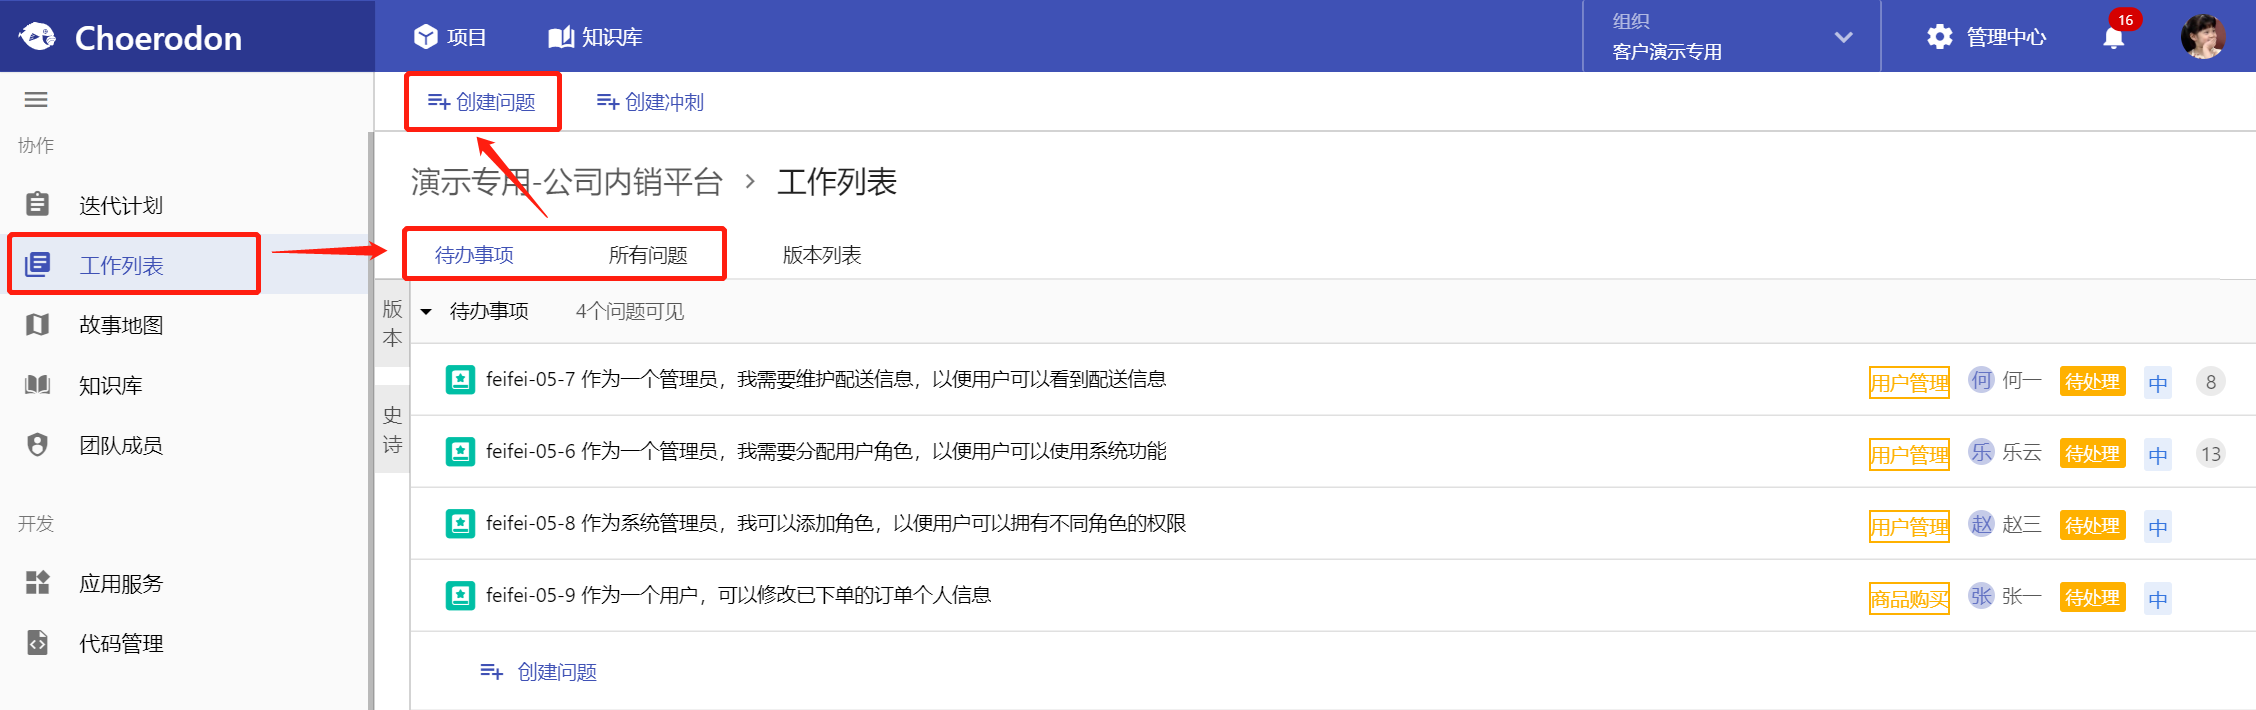 Choerodon
项目
知识库
组织
客户演示专用
管理中心
16
创建问题
创建冲刺
协作
迭代计划
工作列表
故事地图
知识库
团队成员
开发
应用服务
代码管理
演示专用-公司内销平台 › 工作列表
待办事项
所有问题
版本列表
版本
史诗
待办事项
4个问题可见
feifei-05-7 作为一个管理员，我需要维护配送信息，以便用户可以看到配送信息
用户管理
何 何一
待处理
中
8
feifei-05-6 作为一个管理员，我需要分配用户角色，以便用户可以使用系统功能
用户管理
乐 乐云
待处理
中
13
feifei-05-8 作为系统管理员，我可以添加角色，以便用户可以拥有不同角色的权限
用户管理
赵 赵三
待处理
中
feifei-05-9 作为一个用户，可以修改已下单的订单个人信息
商品购买
张 张一
待处理
中
创建问题